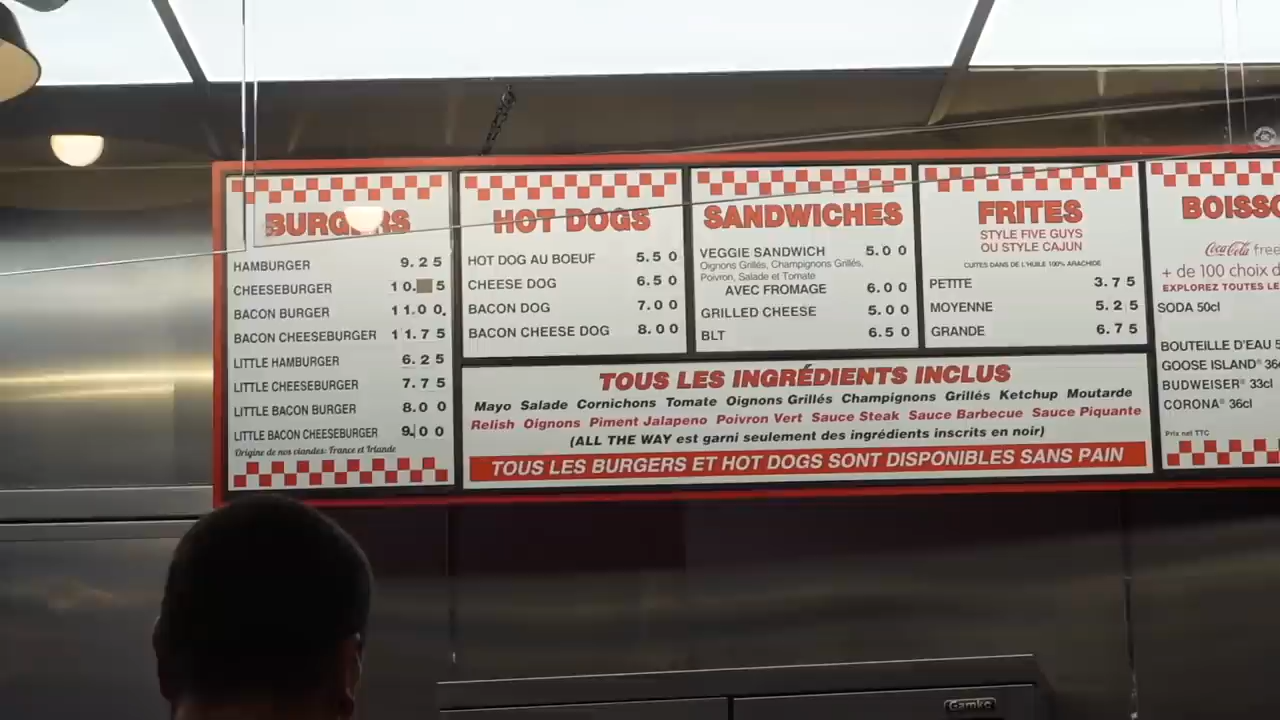 BURGERS
HAMBURGER 9.25
CHEESEBURGER 10. 5
BACON BURGER 11.00
BACON CHEESEBURGER 11.75
LITTLE HAMBURGER 6.25
LITTLE CHEESEBURGER 7.75
LITTLE BACON BURGER 8.00
LITTLE BACON CHEESEBURGER 9.00
Origine de nos viandes: France et Irlande
HOT DOGS
HOT DOG AU BOEUF 5.50
CHEESE DOG 6.50
BACON DOG 7.00
BACON CHEESE DOG 8.00
SANDWICHES
VEGGIE SANDWICH 5.00
Oignons Grillés, Champignons Grillés,
Poivron, Salade et Tomate
AVEC FROMAGE 6.00
GRILLED CHEESE 5.00
BLT 6.50
FRITES
STYLE FIVE GUYS
OU STYLE CAJUN
CUITES DANS DE L'HUILE 100% ARACHIDE
PETITE 3.75
MOYENNE 5.25
GRANDE 6.75
TOUS LES INGRÉDIENTS INCLUS
Mayo Salade Cornichons Tomate Oignons Grillés Champignons Grillés Ketchup Moutarde
Relish Oignons Piment Jalapeno Poivron Vert Sauce Steak Sauce Barbecue Sauce Piquante
(ALL THE WAY est garni seulement des ingrédients inscrits en noir)
TOUS LES BURGERS ET HOT DOGS SONT DISPONIBLES SANS PAIN
BOISSO
Coca-Cola free
+ de 100 choix d
EXPLOREZ TOUTES LE
SODA 50cl
BOUTEILLE D'EAU 5
GOOSE ISLAND® 36
BUDWEISER® 33cl
CORONA® 36cl
Prix net TTC
Gamko